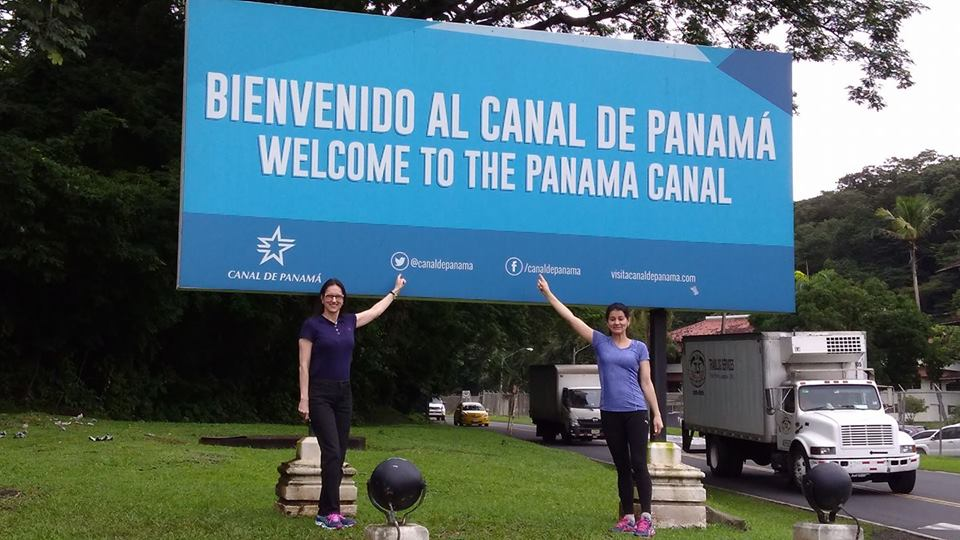 BIENVENIDO AL CANAL DE PANAMÁ
WELCOME TO THE PANAMA CANAL
CANAL DE PANAMÁ
@canaldepanama
/canaldepanama
visitacanaldepanama.com